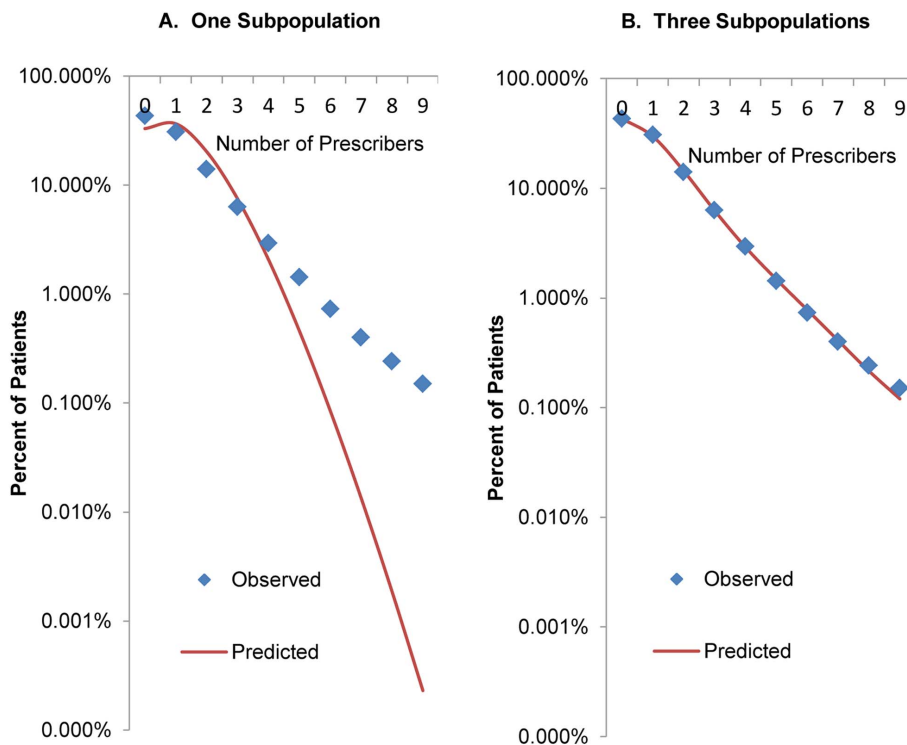 A. One Subpopulation
100.000%
10.000%
1.000%
0.100%
0.010%
0.001%
0.000%
Percent of Patients
0 1 2 3 4 5 6 7 8 9
Number of Prescribers
Observed
Predicted
B. Three Subpopulations
100.000%
10.000%
1.000%
0.100%
0.010%
0.001%
0.000%
Percent of Patients
0 1 2 3 4 5 6 7 8 9
Number of Prescribers
Observed
Predicted